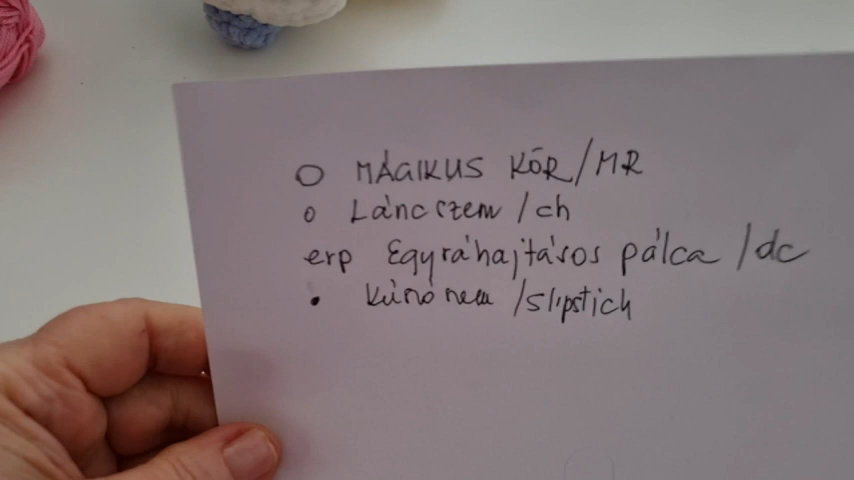 O MÁGIKUS KÖR/MR
o Láncszem/ch
erp Egyráhajtásos pálca/dc
• Kúszószem/slipstich